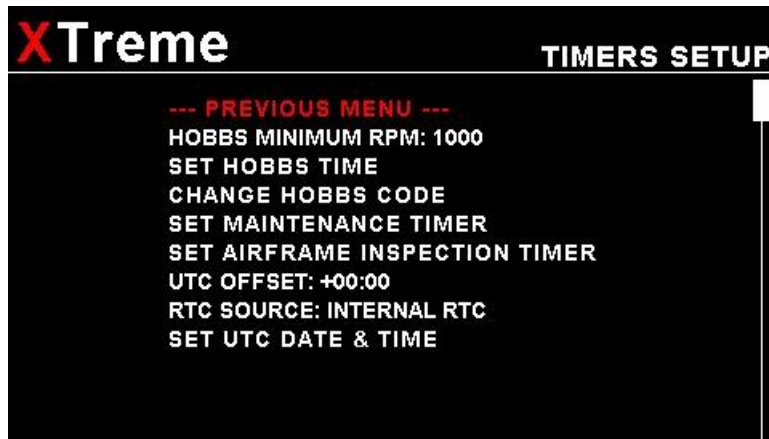 XTreme
TIMERS SETUP
--- PREVIOUS MENU ---
HOBBS MINIMUM RPM: 1000
SET HOBBS TIME
CHANGE HOBBS CODE
SET MAINTENANCE TIMER
SET AIRFRAME INSPECTION TIMER
UTC OFFSET: +00:00
RTC SOURCE: INTERNAL RTC
SET UTC DATE & TIME